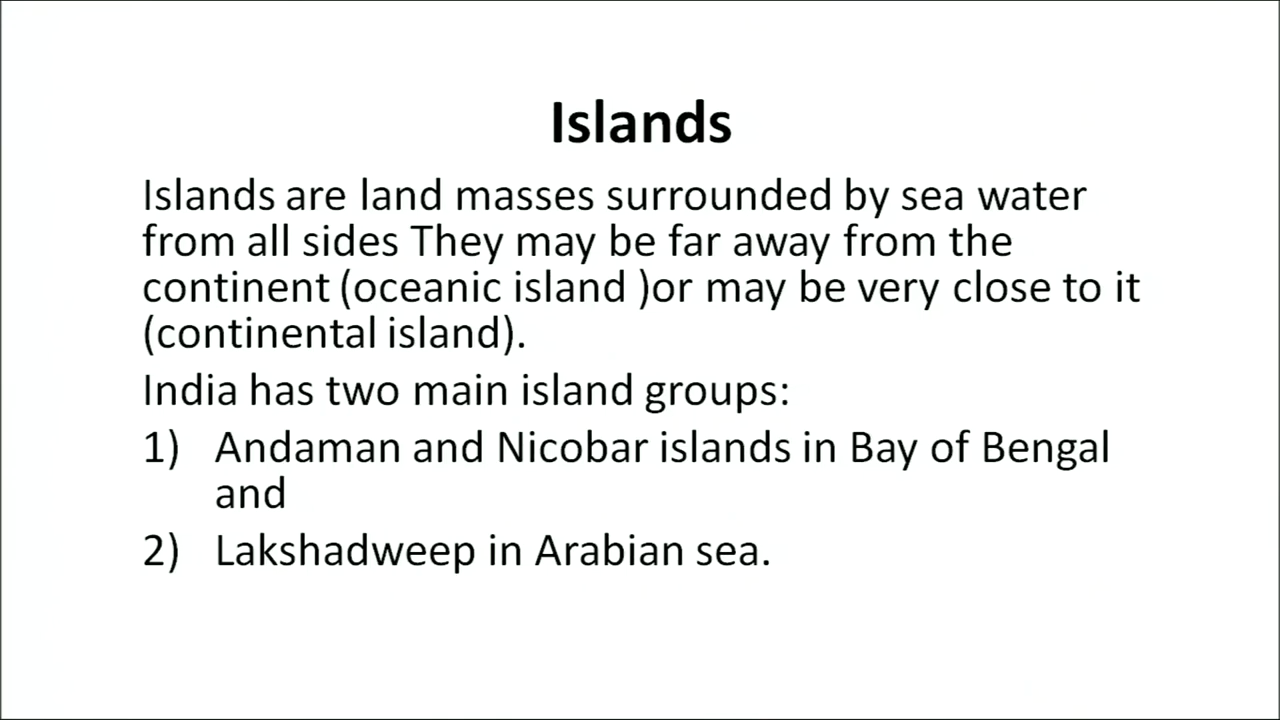 Islands
Islands are land masses surrounded by sea water
from all sides They may be far away from the
continent (oceanic island )or may be very close to it
(continental island).
India has two main island groups:
1) Andaman and Nicobar islands in Bay of Bengal
and
2) Lakshadweep in Arabian sea.